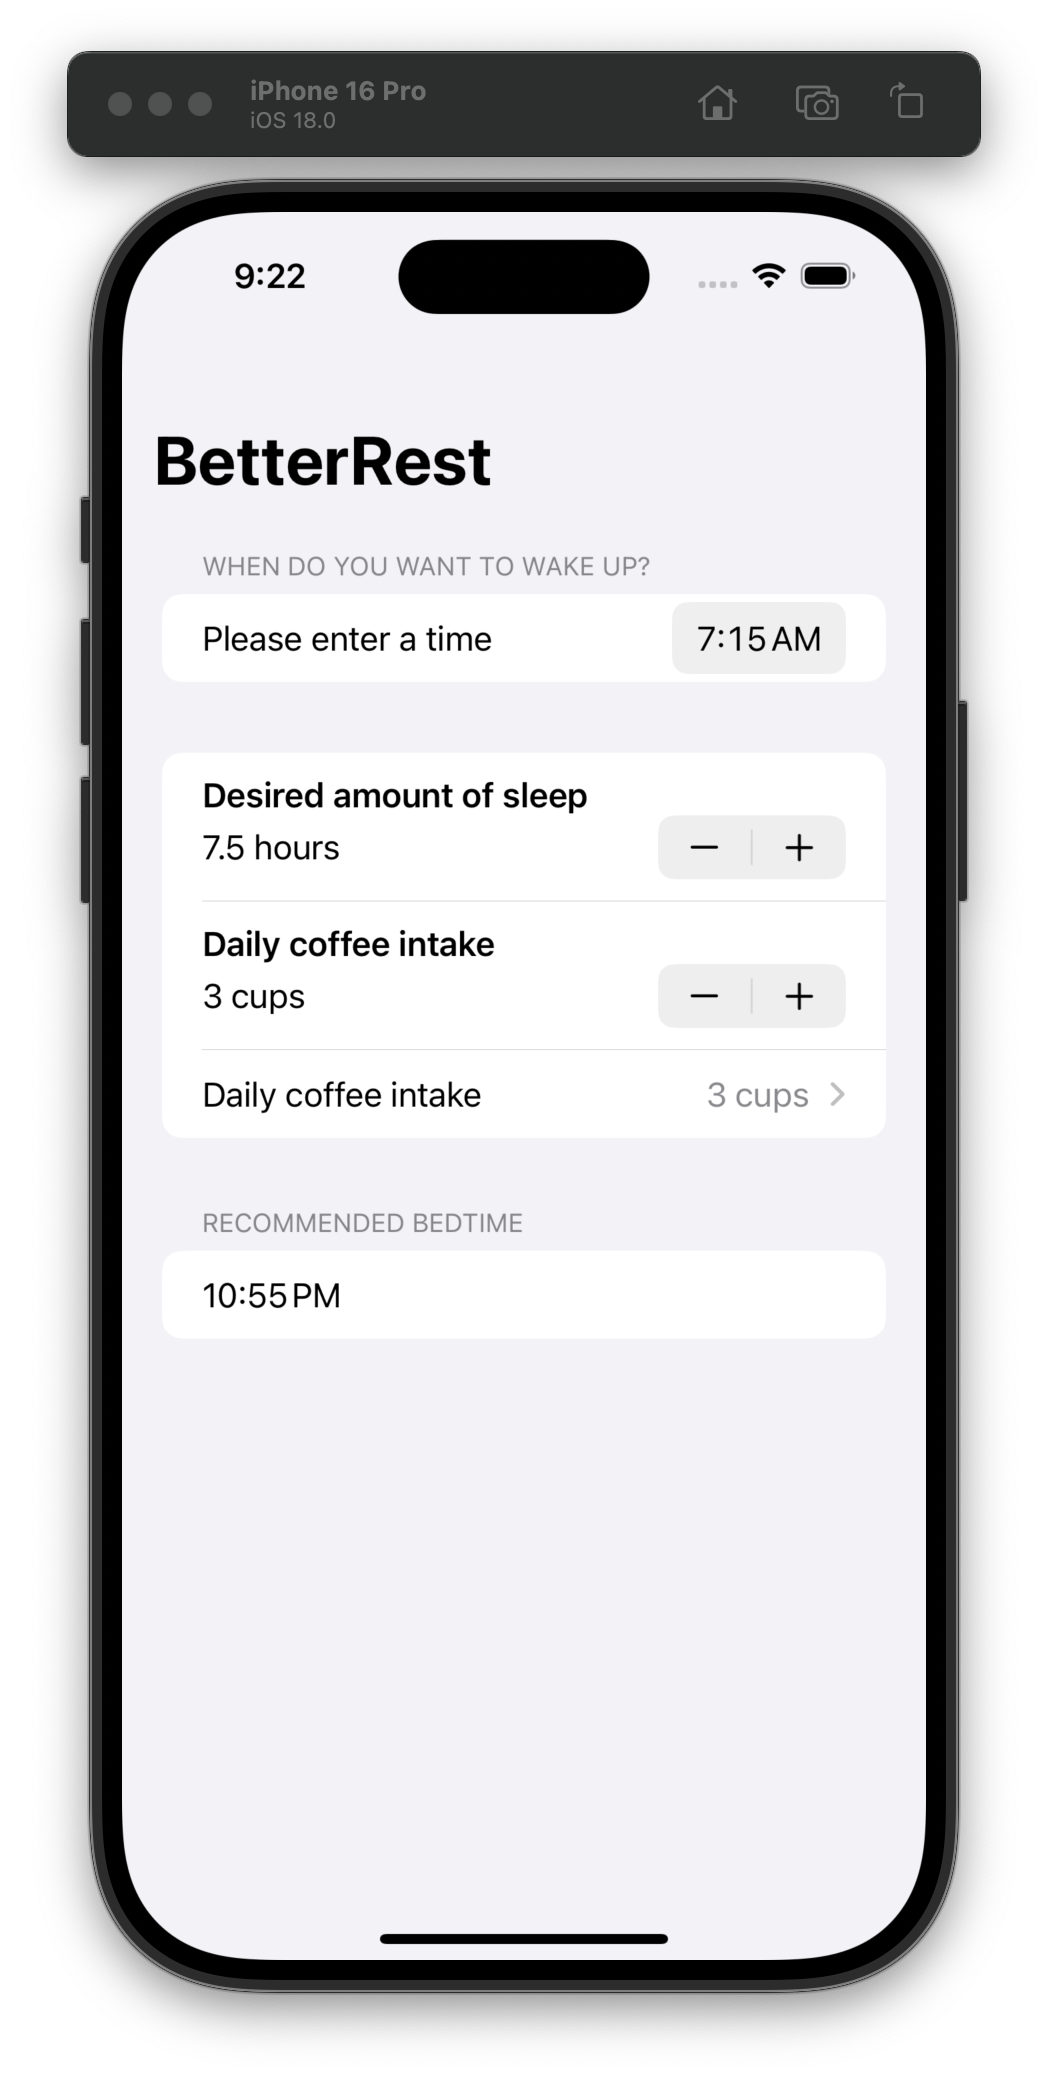 iPhone 16 Pro
iOS 18.0
9:22
BetterRest
WHEN DO YOU WANT TO WAKE UP?
Please enter a time 7:15 AM
Desired amount of sleep
7.5 hours − +
Daily coffee intake
3 cups − +
Daily coffee intake 3 cups
RECOMMENDED BEDTIME
10:55 PM